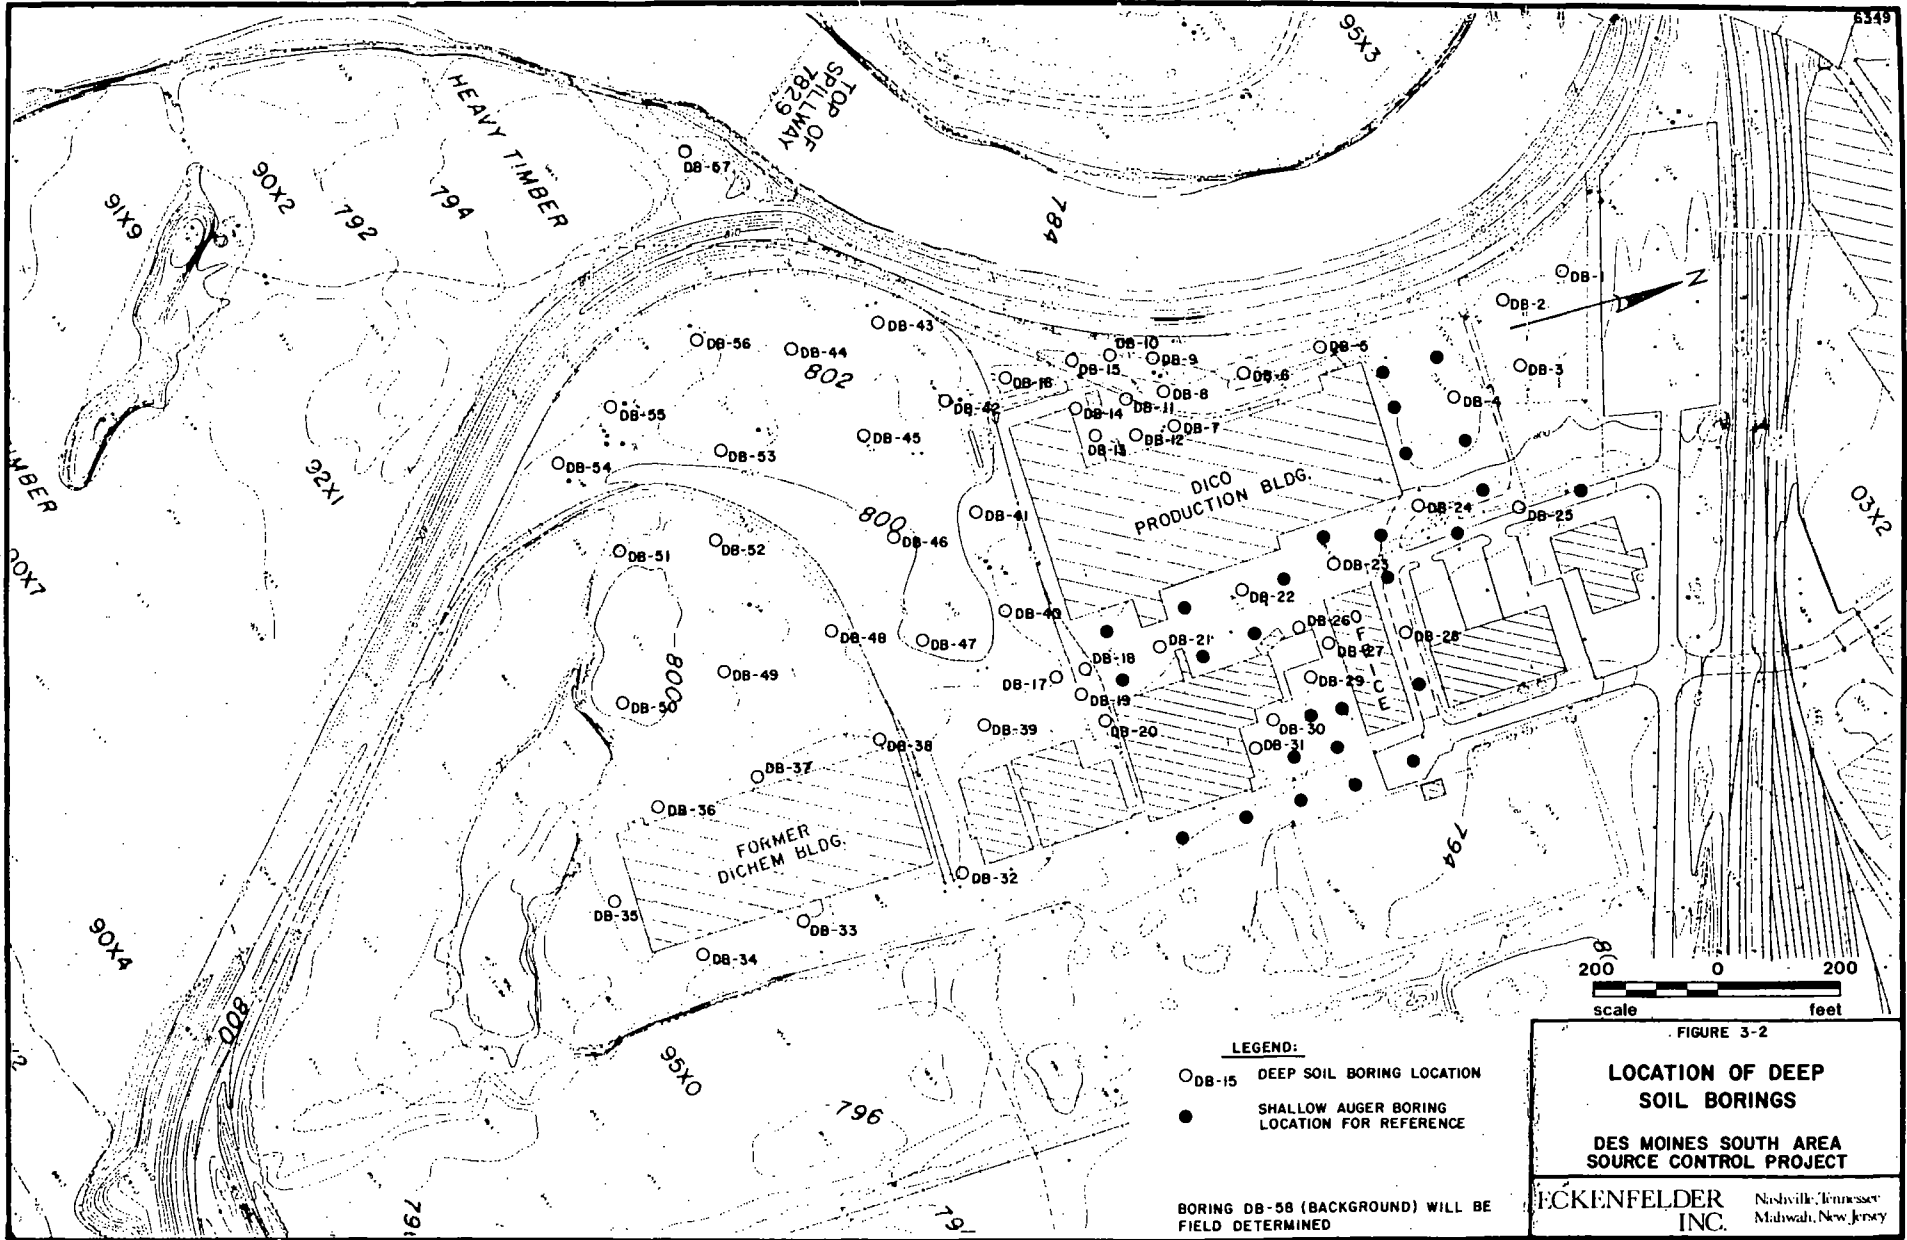 6349
95X3
TOP OF
SPILLWAY
7829
HEAVY TIMBER
DB-57
90X2
91X9
792
794
784
DB-1
DB-2
N
DB-43
DB-56
DB-44
802
DB-10
DB-9
DB-5
DB-15
DB-6
DB-3
DB-16
DB-8
DB-4
DB-42
DB-14
DB-11
DB-55
DB-7
DB-45
DB-12
DB-13
DB-53
DB-54
92X1
DICO
PRODUCTION BLDG.
03X2
DB-24
DB-25
DB-41
800
DB-46
DB-52
DB-51
DB-23
DB-22
DB-40
DB-26
OFFICE
DB-28
DB-48
DB-47
DB-21
DB-27
DB-18
800
DB-49
DB-17
DB-29
DB-50
DB-19
DB-39
DB-20
DB-30
DB-38
DB-31
DB-37
DB-36
FORMER
DICHEM BLDG.
794
DB-32
DB-35
DB-33
DB-34
90X4
800
95X0
796
200 0 200
scale feet
LEGEND:
DB-15 DEEP SOIL BORING LOCATION
SHALLOW AUGER BORING
LOCATION FOR REFERENCE
BORING DB-58 (BACKGROUND) WILL BE
FIELD DETERMINED
FIGURE 3-2
LOCATION OF DEEP
SOIL BORINGS
DES MOINES SOUTH AREA
SOURCE CONTROL PROJECT
ECKENFELDER
INC.
Nashville, Tennessee
Mahwah, New Jersey